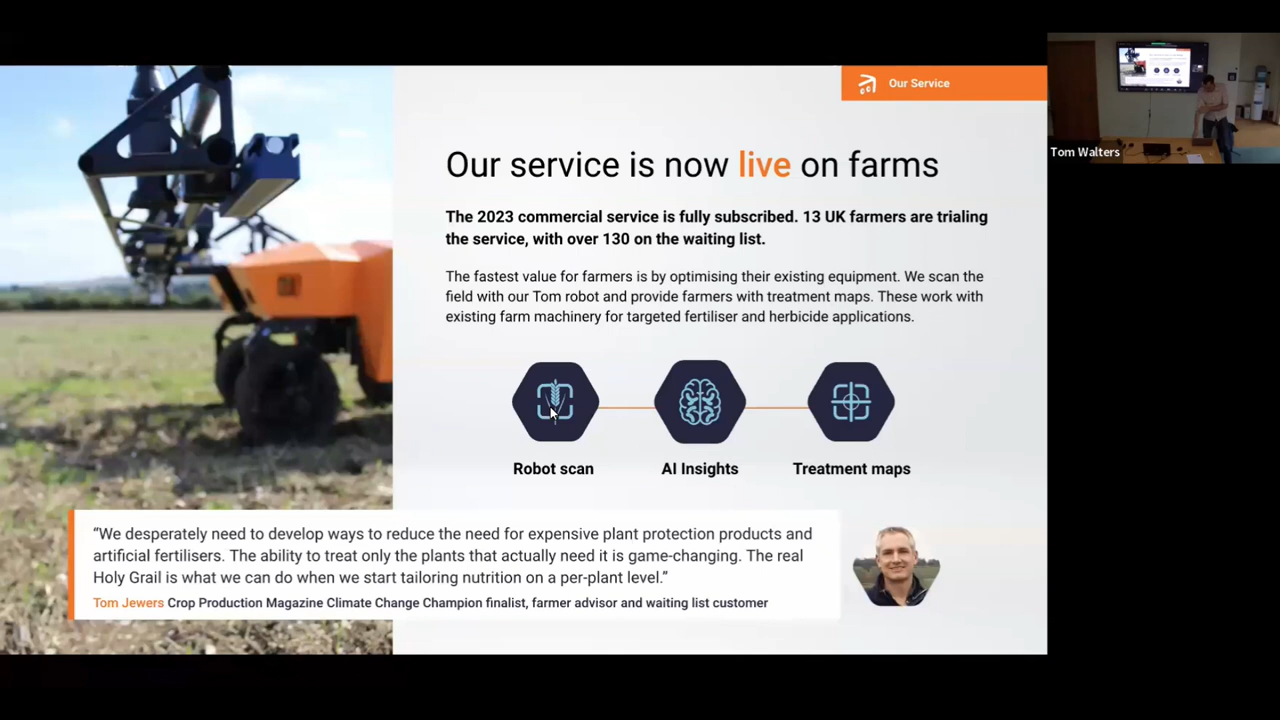 Our Service
Our service is now live on farms
The 2023 commercial service is fully subscribed. 13 UK farmers are trialing
the service, with over 130 on the waiting list.
The fastest value for farmers is by optimising their existing equipment. We scan the
field with our Tom robot and provide farmers with treatment maps. These work with
existing farm machinery for targeted fertiliser and herbicide applications.
Robot scan
AI Insights
Treatment maps
“We desperately need to develop ways to reduce the need for expensive plant protection products and
artificial fertilisers. The ability to treat only the plants that actually need it is game-changing. The real
Holy Grail is what we can do when we start tailoring nutrition on a per-plant level.”
Tom Jewers Crop Production Magazine Climate Change Champion finalist, farmer advisor and waiting list customer
Tom Walters